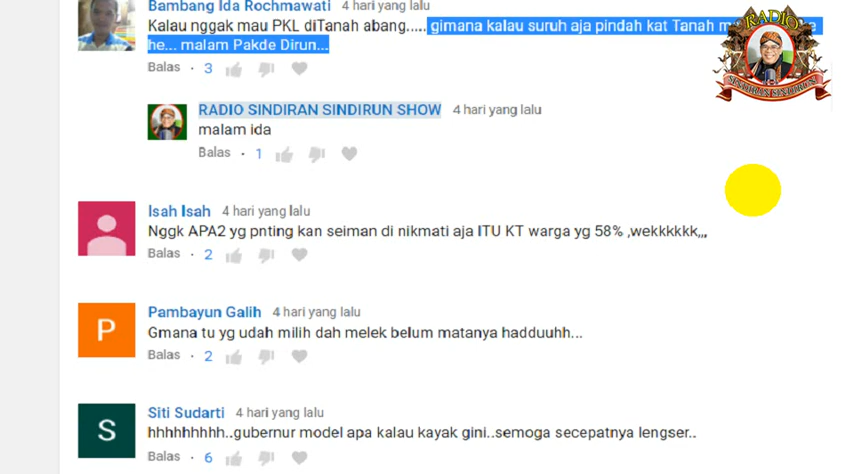 Bambang Ida Rochmawati 4 hari yang lalu
Kalau nggak mau PKL diTanah abang..... gimana kalau suruh aja pindah kat Tanah
he... malam Pakde Dirun...
Balas · 3
RADIO SINDIRAN SINDIRUN SHOW 4 hari yang lalu
malam ida
Balas · 1
Isah Isah 4 hari yang lalu
Nggk APA2 yg pnting kan seiman di nikmati aja ITU KT warga yg 58% ,wekkkkkk,,,
Balas · 2
P
Pambayun Galih 4 hari yang lalu
Gmana tu yg udah milih dah melek belum matanya hadduuhh...
Balas · 2
S
Siti Sudarti 4 hari yang lalu
hhhhhhhhh..gubernur model apa kalau kayak gini..semoga secepatnya lengser..
Balas · 6
RADIO